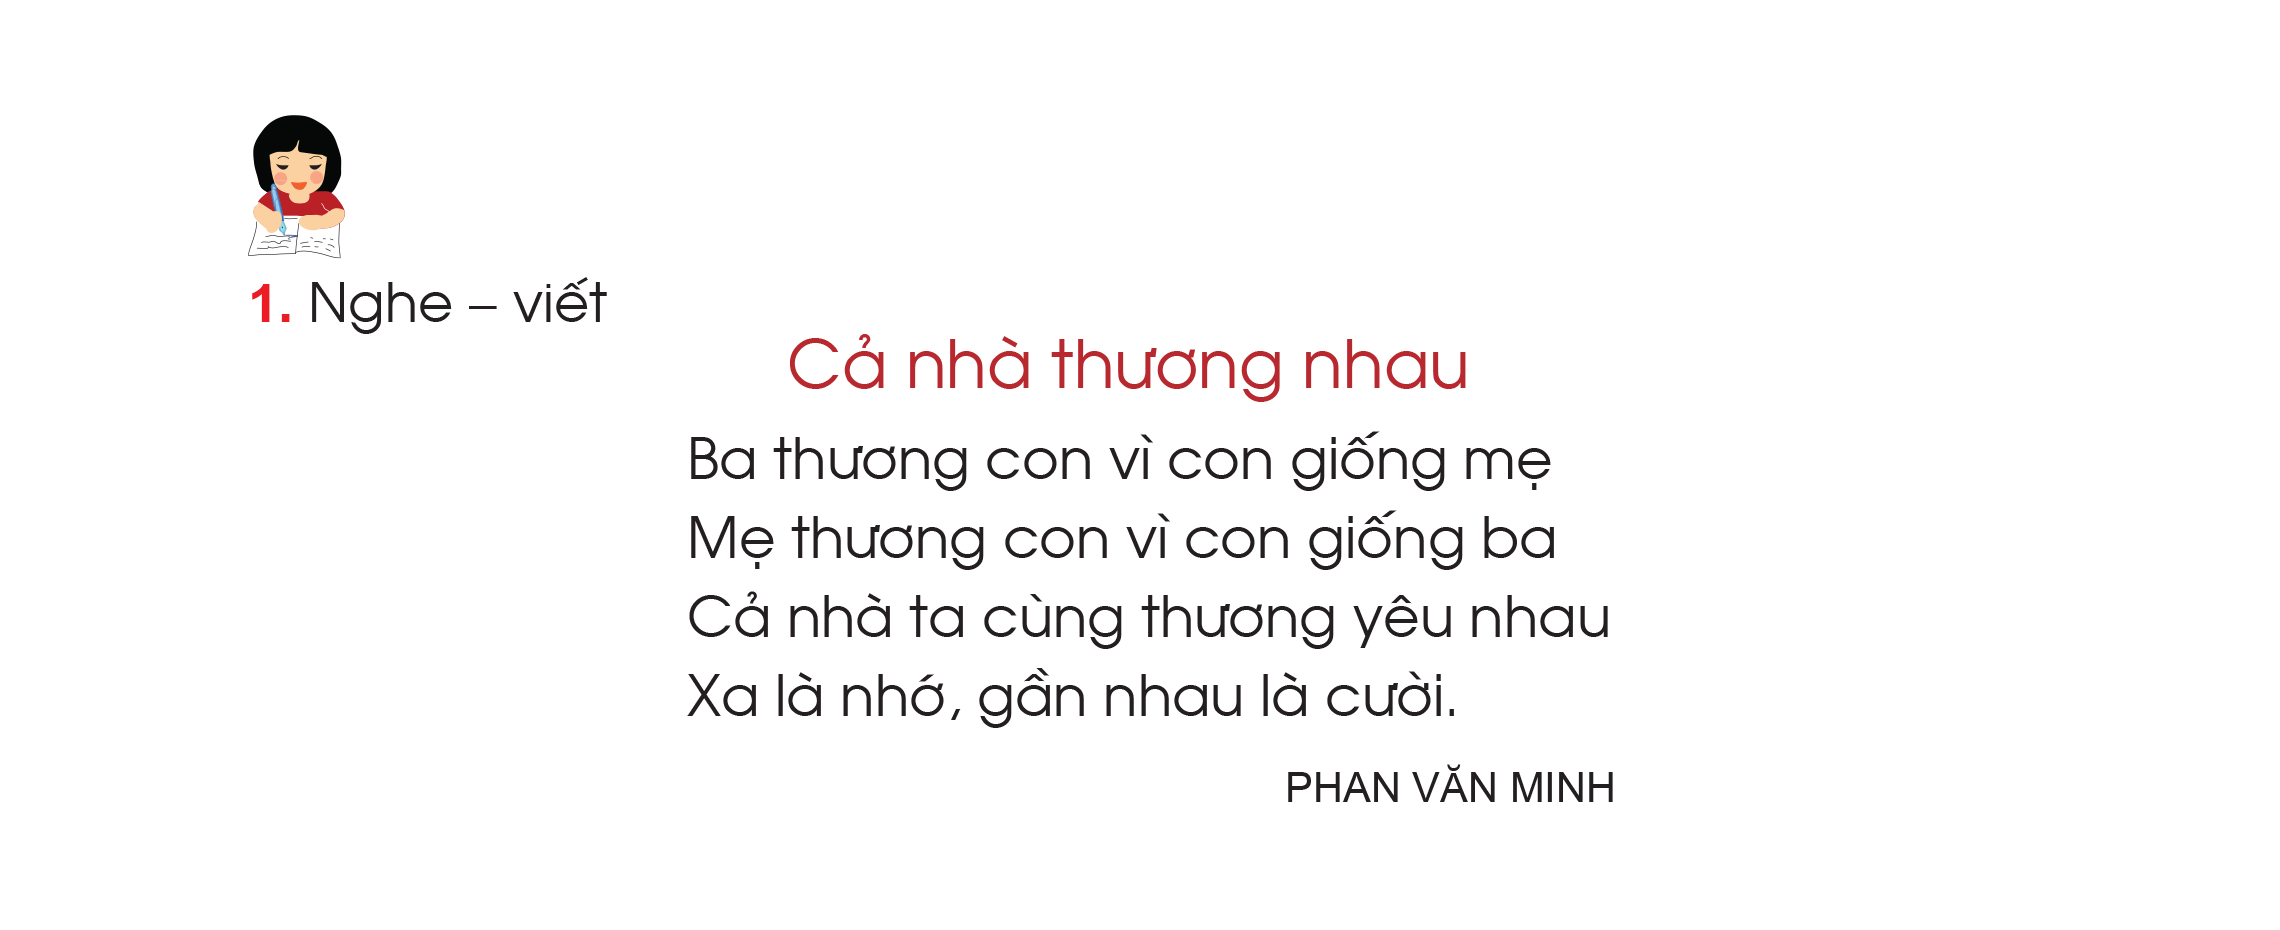 1. Nghe – viết
Cả nhà thương nhau
Ba thương con vì con giống mẹ
Mẹ thương con vì con giống ba
Cả nhà ta cùng thương yêu nhau
Xa là nhớ, gần nhau là cười.
PHAN VĂN MINH